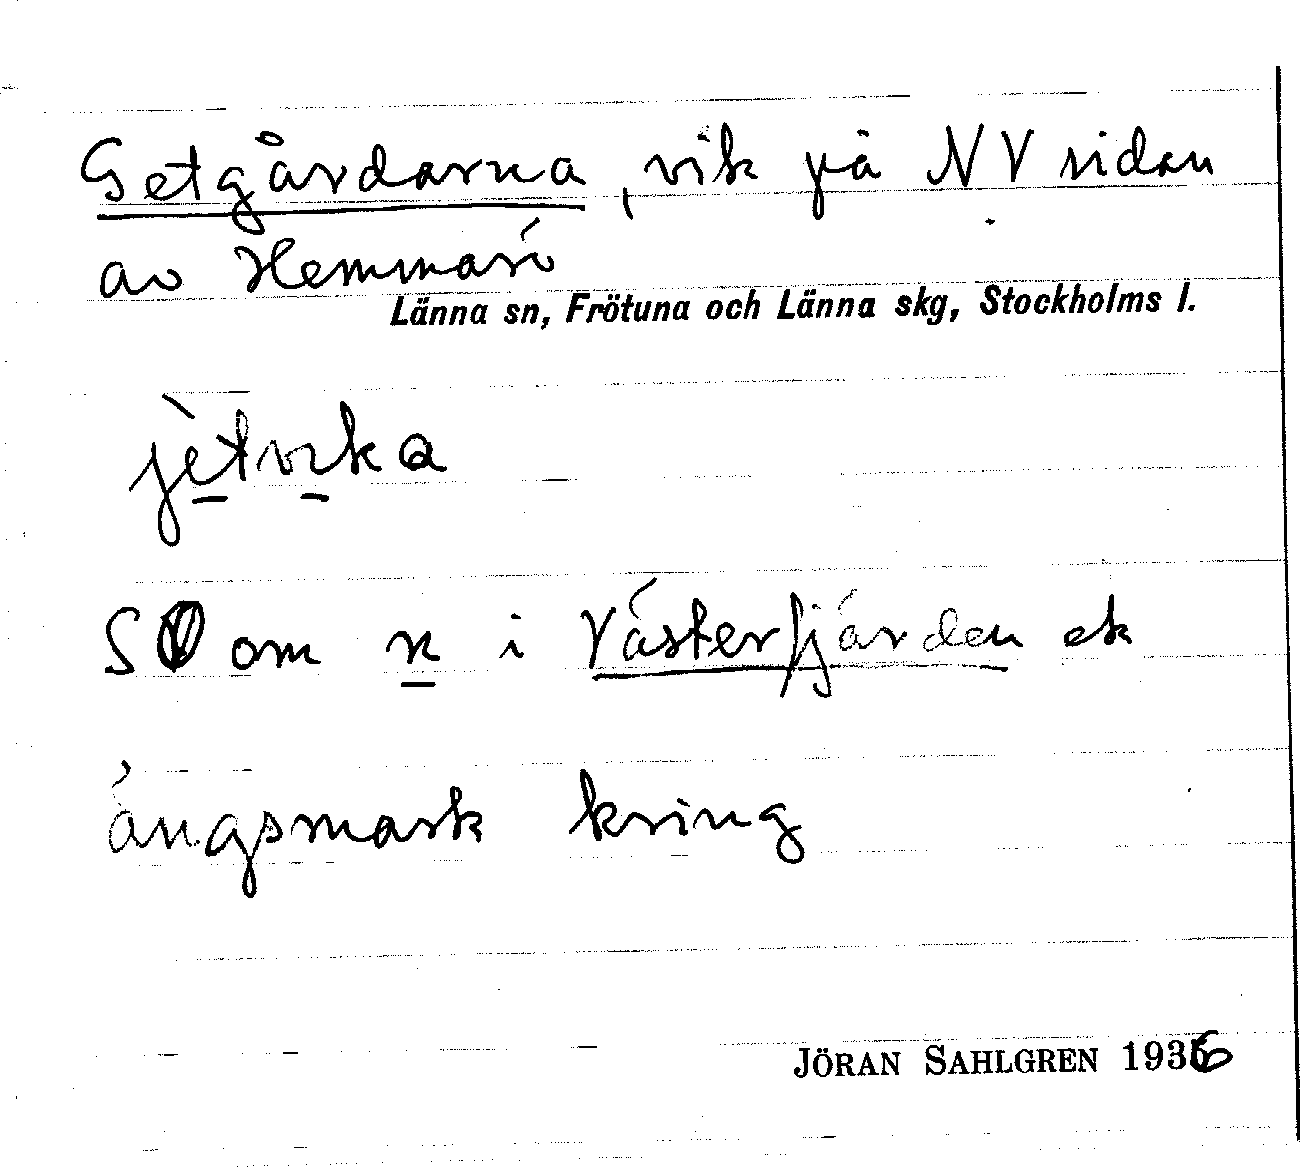 Getgårdarna, vik på NV sidan
av Hemmarö
Länna sn, Frötuna och Länna skg, Stockholms l.
jètvika
SV om n i Västerfjärden ek
ängsmark kring
JÖRAN SAHLGREN 1936